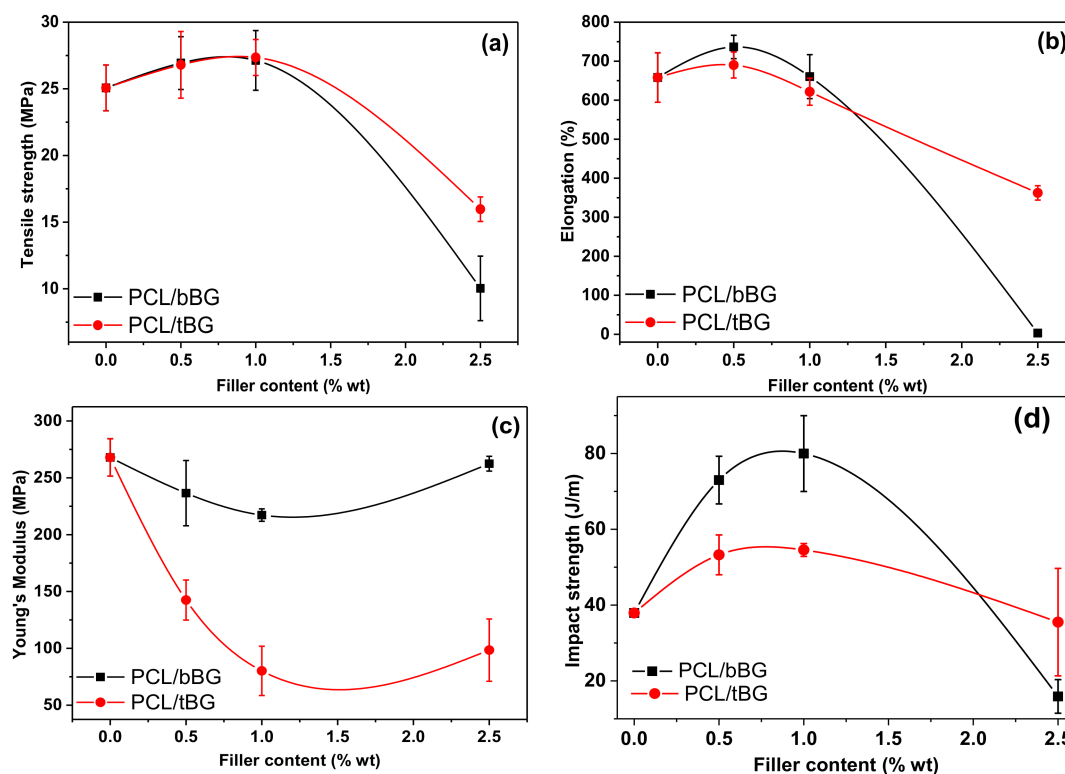 (a)
30
25
20
15
10
Tensile strength (MPa)
PCL/bBG
PCL/tBG
0.0 0.5 1.0 1.5 2.0 2.5
Filler content (% wt)
(b)
800
700
600
500
400
300
700
100
0
Elongation (%)
PCL/bBG
PCL/tBG
0.0 0.5 1.0 1.5 2.0 2.5
Filler content (% wt)
(c)
300
250
200
150
100
50
Young's Modulus (MPa)
PCL/bBG
PCL/tBG
0.0 0.5 1.0 1.5 2.0 2.5
Filler content (% wt)
(d)
80
60
40
20
Impact strength (J/m)
PCL/bBG
PCL/tBG
0.0 0.5 1.0 1.5 2.0 2.5
Filler content (% wt)